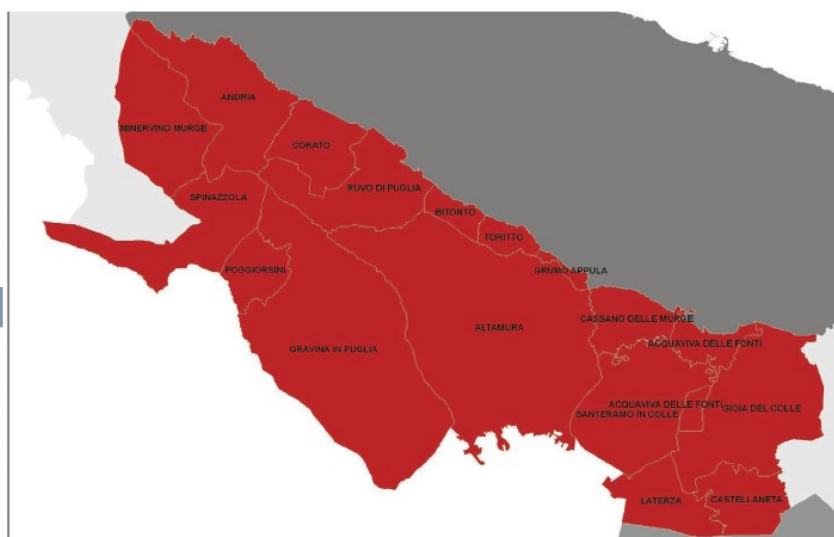 ANDRIA
MINERVINO MURGE
CORATO
RUVO DI PUGLIA
SPINAZZOLA
BITONTO
TORITTO
POGGIORSINI
GRUMO APPULA
CASSANO DELLE MURGE
ALTAMURA
ACQUAVIVA DELLE FONTI
GRAVINA IN PUGLIA
ACQUAVIVA DELLE FONTI
GIOIA DEL COLLE
SANTERAMO IN COLLE
LATERZA
CASTELLANETA